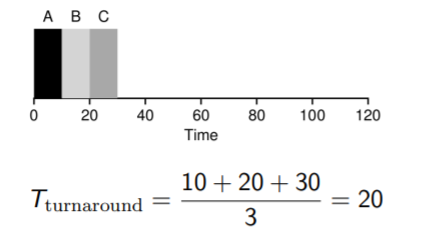 A B C
0 20 40 60 80 100 120
Time
T_turnaround = (10 + 20 + 30) / 3 = 20